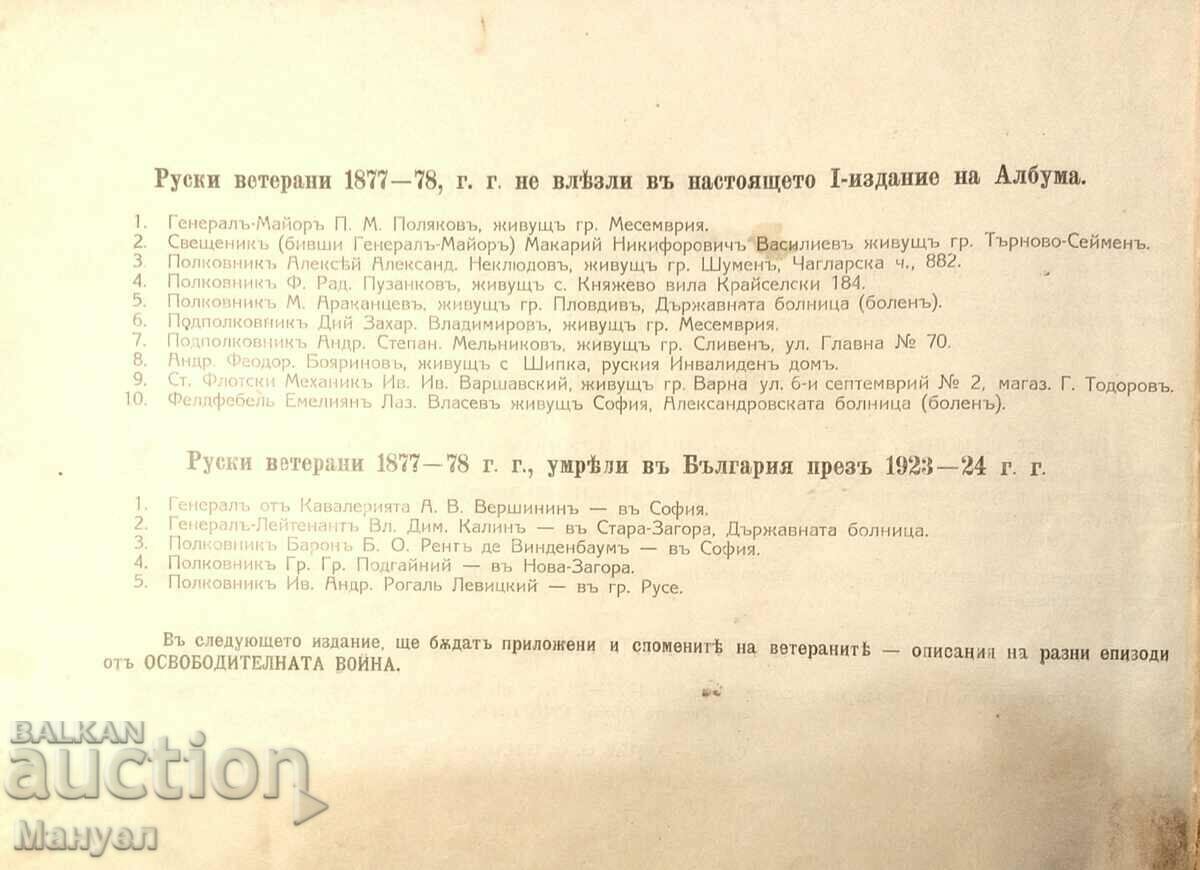 Руски ветерани 1877—78, г. г. не влѣзли въ настоящето I-издание на Албума.
1. Генералъ-Майоръ П. М. Поляковъ, живущъ гр. Месемврия.
2. Свещеникъ (бивши Генералъ-Майоръ) Макарий Никифоровичъ Василиевъ живущъ гр. Търново-Сейменъ.
3. Полковникъ Алексѣй Александ. Неклюдовъ, живущъ гр. Шуменъ, Чагларска ч., 882.
4. Полковникъ Ф. Рад. Пузанковъ, живущъ с. Княжево вила Крайселски 184.
5. Полковникъ М. Араканцевъ, живущъ гр. Пловдивъ, Държавната болница (боленъ).
6. Подполковникъ Дий Захар. Владимировъ, живущъ гр. Месемврия.
7. Подполковникъ Андр. Степан. Мельниковъ, живущъ гр. Сливенъ, ул. Главна № 70.
8. Андр. Феодор. Бояриновъ, живущъ с Шипка, руския Инвалиденъ домъ.
9. Ст. Флотски Механикъ Ив. Ив. Варшавский, живущъ гр. Варна ул. 6-и септемврий № 2, магаз. Г. Тодоровъ.
10. Фелдфебель Емелиянъ Лаз. Власевъ живущъ София, Александровската болница (боленъ).
Руски ветерани 1877—78 г. г., умрѣли въ България презъ 1923—24 г. г.
1. Генералъ отъ Кавалерията А. В. Вершининъ — въ София.
2. Генералъ-Лейтенантъ Вл. Дим. Калинъ — въ Стара-Загора, Държавната болница.
3. Полковникъ Баронъ Б. О. Рентъ де Винденбаумъ — въ София.
4. Полковникъ Гр. Гр. Подгайний — въ Нова-Загора.
5. Полковникъ Ив. Андр. Рогаль Левицкий — въ гр. Русе.
Въ следующето издание, ще бѫдатъ приложени и споменитѣ на ветеранитѣ — описания на разни епизоди
отъ ОСВОБОДИТЕЛНАТА ВОЙНА.
BALKAN
auction
Мануел